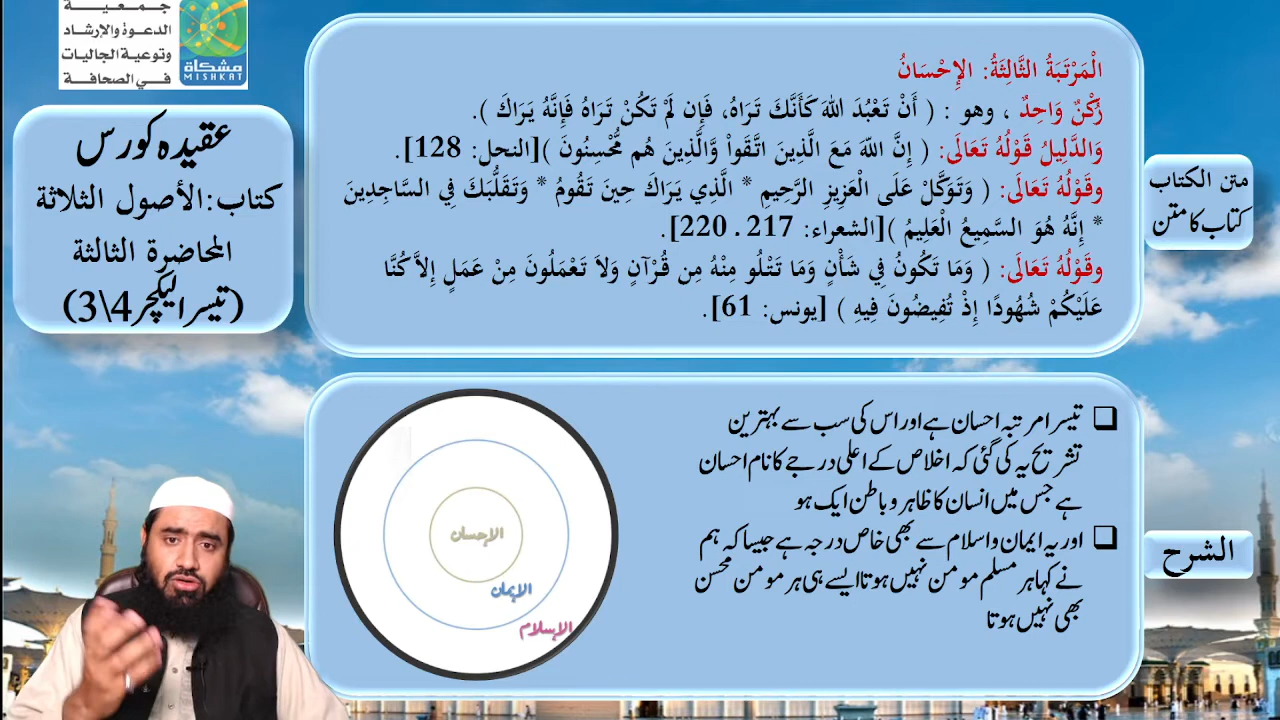 جمعية
الدعوة والإرشاد
وتوعية الجاليات
في الصحافة
مشكاة
MISHKAT
عقیدہ کورس
کتاب:الأصول الثلاثة
المحاضرة الثالثة
(تیسرا لیکچر4\3)
الْمَرْتَبَةُ الثَّالِثَةُ: الإِحْسَانُ
رُكْنٌ وَاحِدٌ ، وهو : ( أَنْ تَعْبُدَ اللهَ كَأَنَّكَ تَرَاهُ، فَإِن لَمْ تَكُنْ تَرَاهُ فَإِنَّهُ يَرَاكَ ).
وَالدَّلِيلُ قَوْلُهُ تَعَالَى: ( إِنَّ اللّهَ مَعَ الَّذِينَ اتَّقَواْ وَّالَّذِينَ هُم مُّحْسِنُونَ )[النحل: 128].
وقَوْلُهُ تَعَالَى: ( وَتَوَكَّلْ عَلَى الْعَزِيزِ الرَّحِيمِ * الَّذِي يَرَاكَ حِينَ تَقُومُ * وَتَقَلُّبَكَ فِي السَّاجِدِينَ
* إِنَّهُ هُوَ السَّمِيعُ الْعَلِيمُ )[الشعراء: 217 ـ 220].
وقَوْلُهُ تَعَالَى: ( وَمَا تَكُونُ فِي شَأْنٍ وَمَا تَتْلُو مِنْهُ مِن قُرْآنٍ وَلاَ تَعْمَلُونَ مِنْ عَمَلٍ إِلاَّ كُنَّا
عَلَيْكُمْ شُهُودًا إِذْ تُفِيضُونَ فِيهِ ) [يونس: 61].
متن الكتاب
کتاب کا متن
تیسرا مرتبہ احسان ہے اور اس کی سب سے بہترین
تشریح یہ کی گئی کہ اخلاص کے اعلی درجے کا نام احسان
ہے جس میں انسان کا ظاہر و باطن ایک ہو
اور یہ ایمان و اسلام سے بھی خاص درجہ ہے جیسا کہ ہم
نے کہا ہر مسلم مومن نہیں ہوتا ایسے ہی ہر مومن محسن
بھی نہیں ہوتا
الشرح
الإحسان
الإيمان
الإسلام